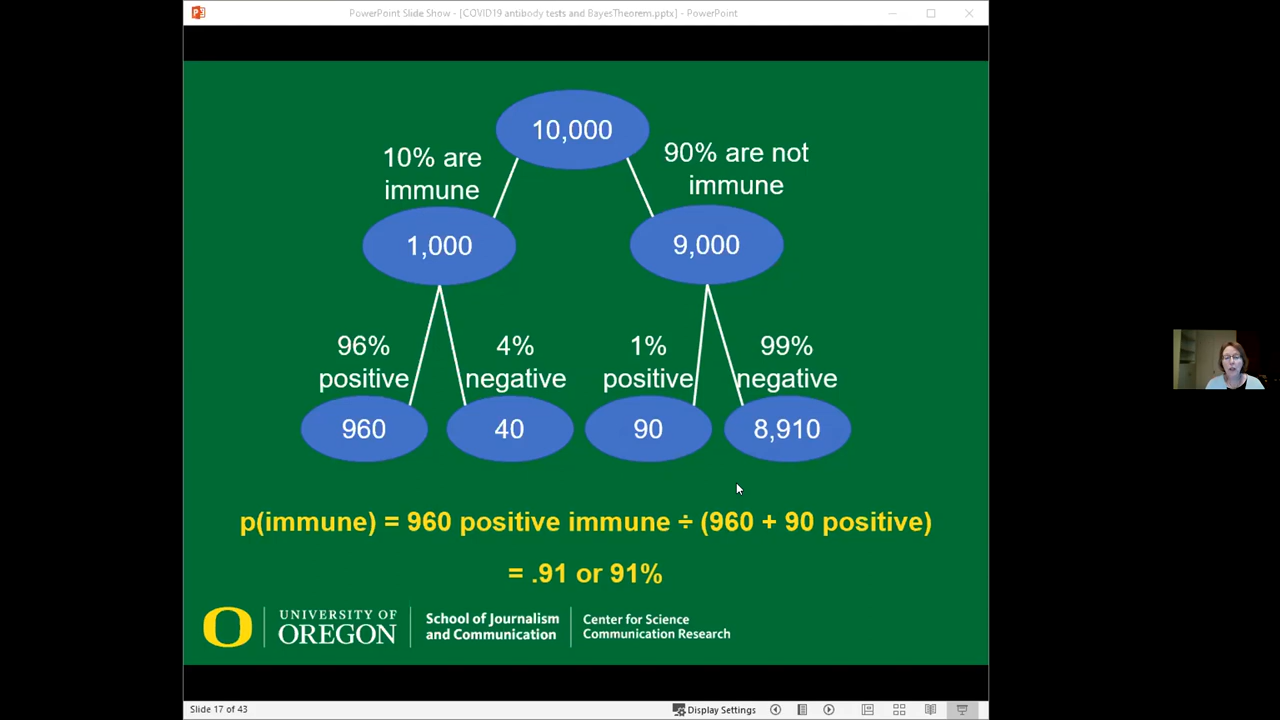 PowerPoint Slide Show - [COVID19 antibody tests and BayesTheorem.pptx] - PowerPoint
10,000
10% are
immune
90% are not
immune
1,000
9,000
96%
positive
4%
negative
1%
positive
99%
negative
960
40
90
8,910
p(immune) = 960 positive immune ÷ (960 + 90 positive)
= .91 or 91%
O
UNIVERSITY OF
OREGON
School of Journalism
and Communication
Center for Science
Communication Research
Slide 17 of 43
Display Settings